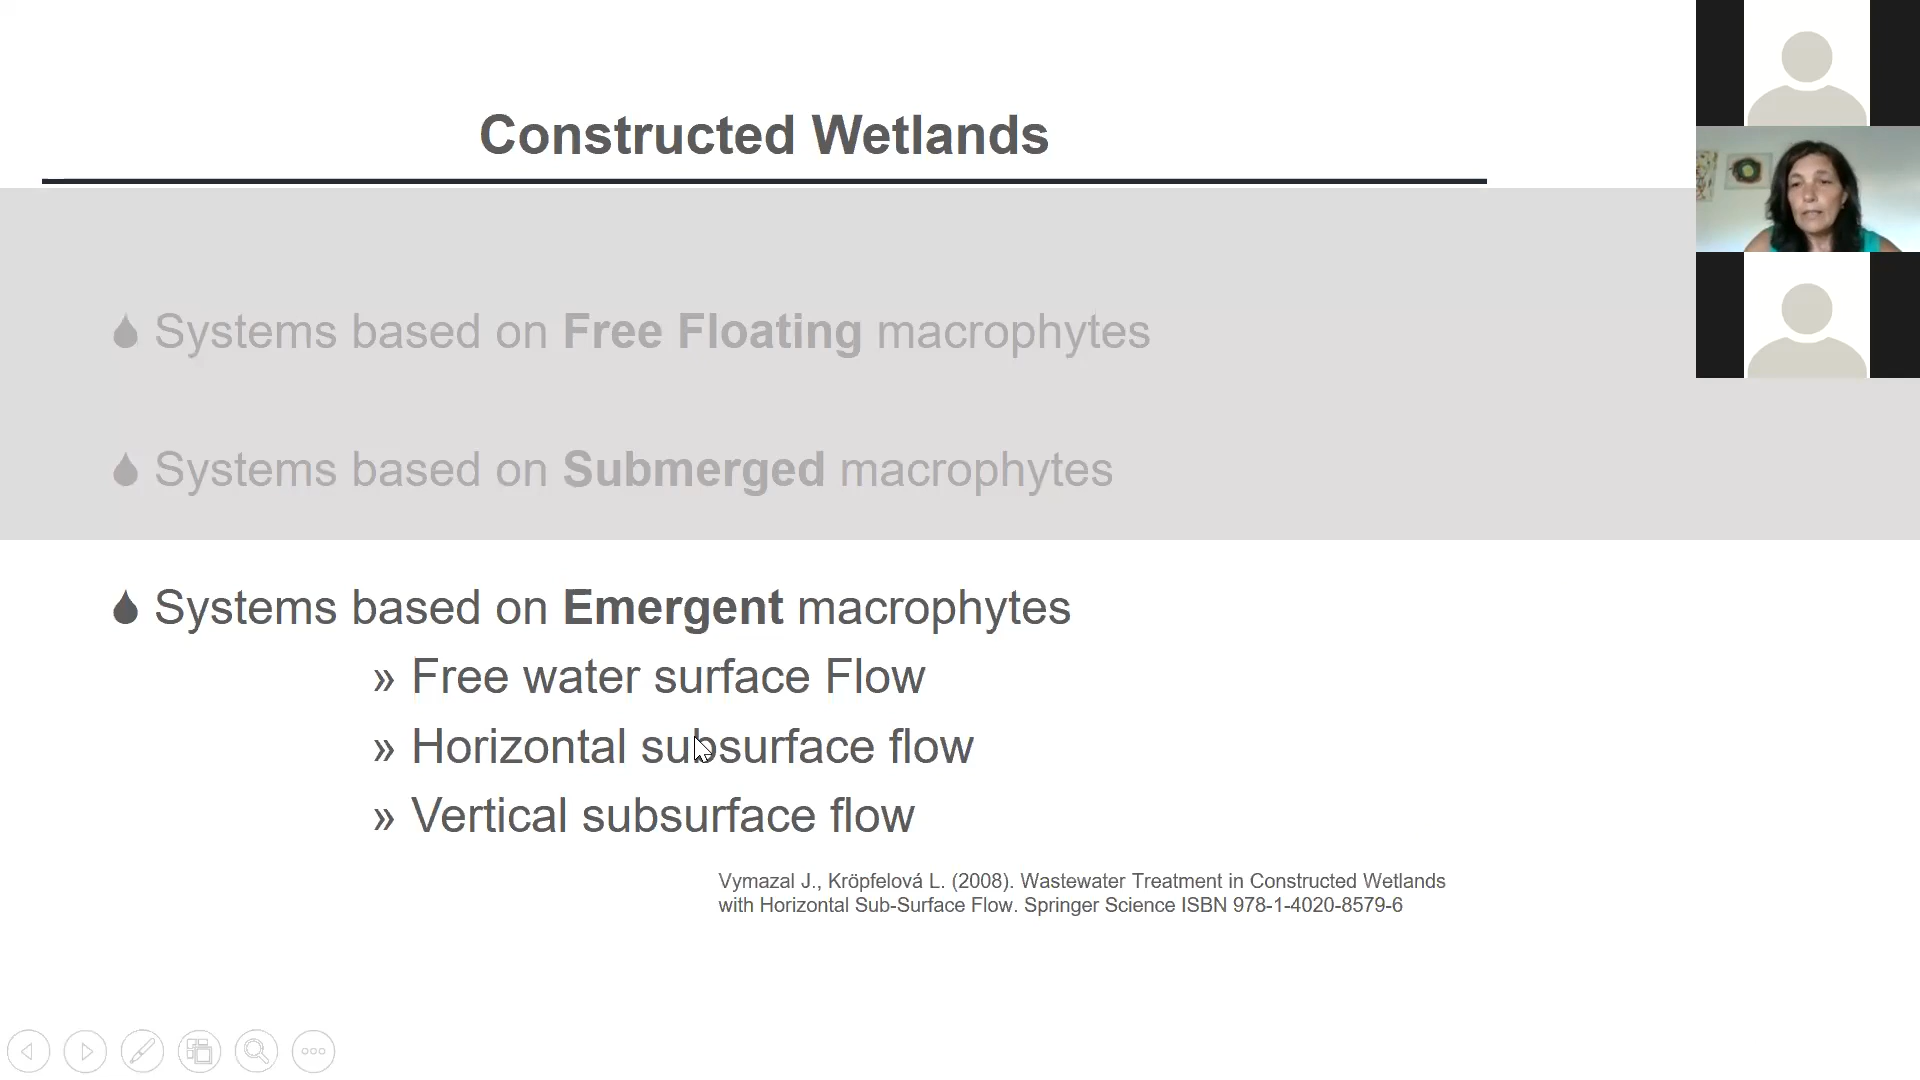 Constructed Wetlands
Systems based on Free Floating macrophytes
Systems based on Submerged macrophytes
Systems based on Emergent macrophytes
» Free water surface Flow
» Horizontal subsurface flow
» Vertical subsurface flow
Vymazal J., Kröpfelová L. (2008). Wastewater Treatment in Constructed Wetlands
with Horizontal Sub-Surface Flow. Springer Science ISBN 978-1-4020-8579-6